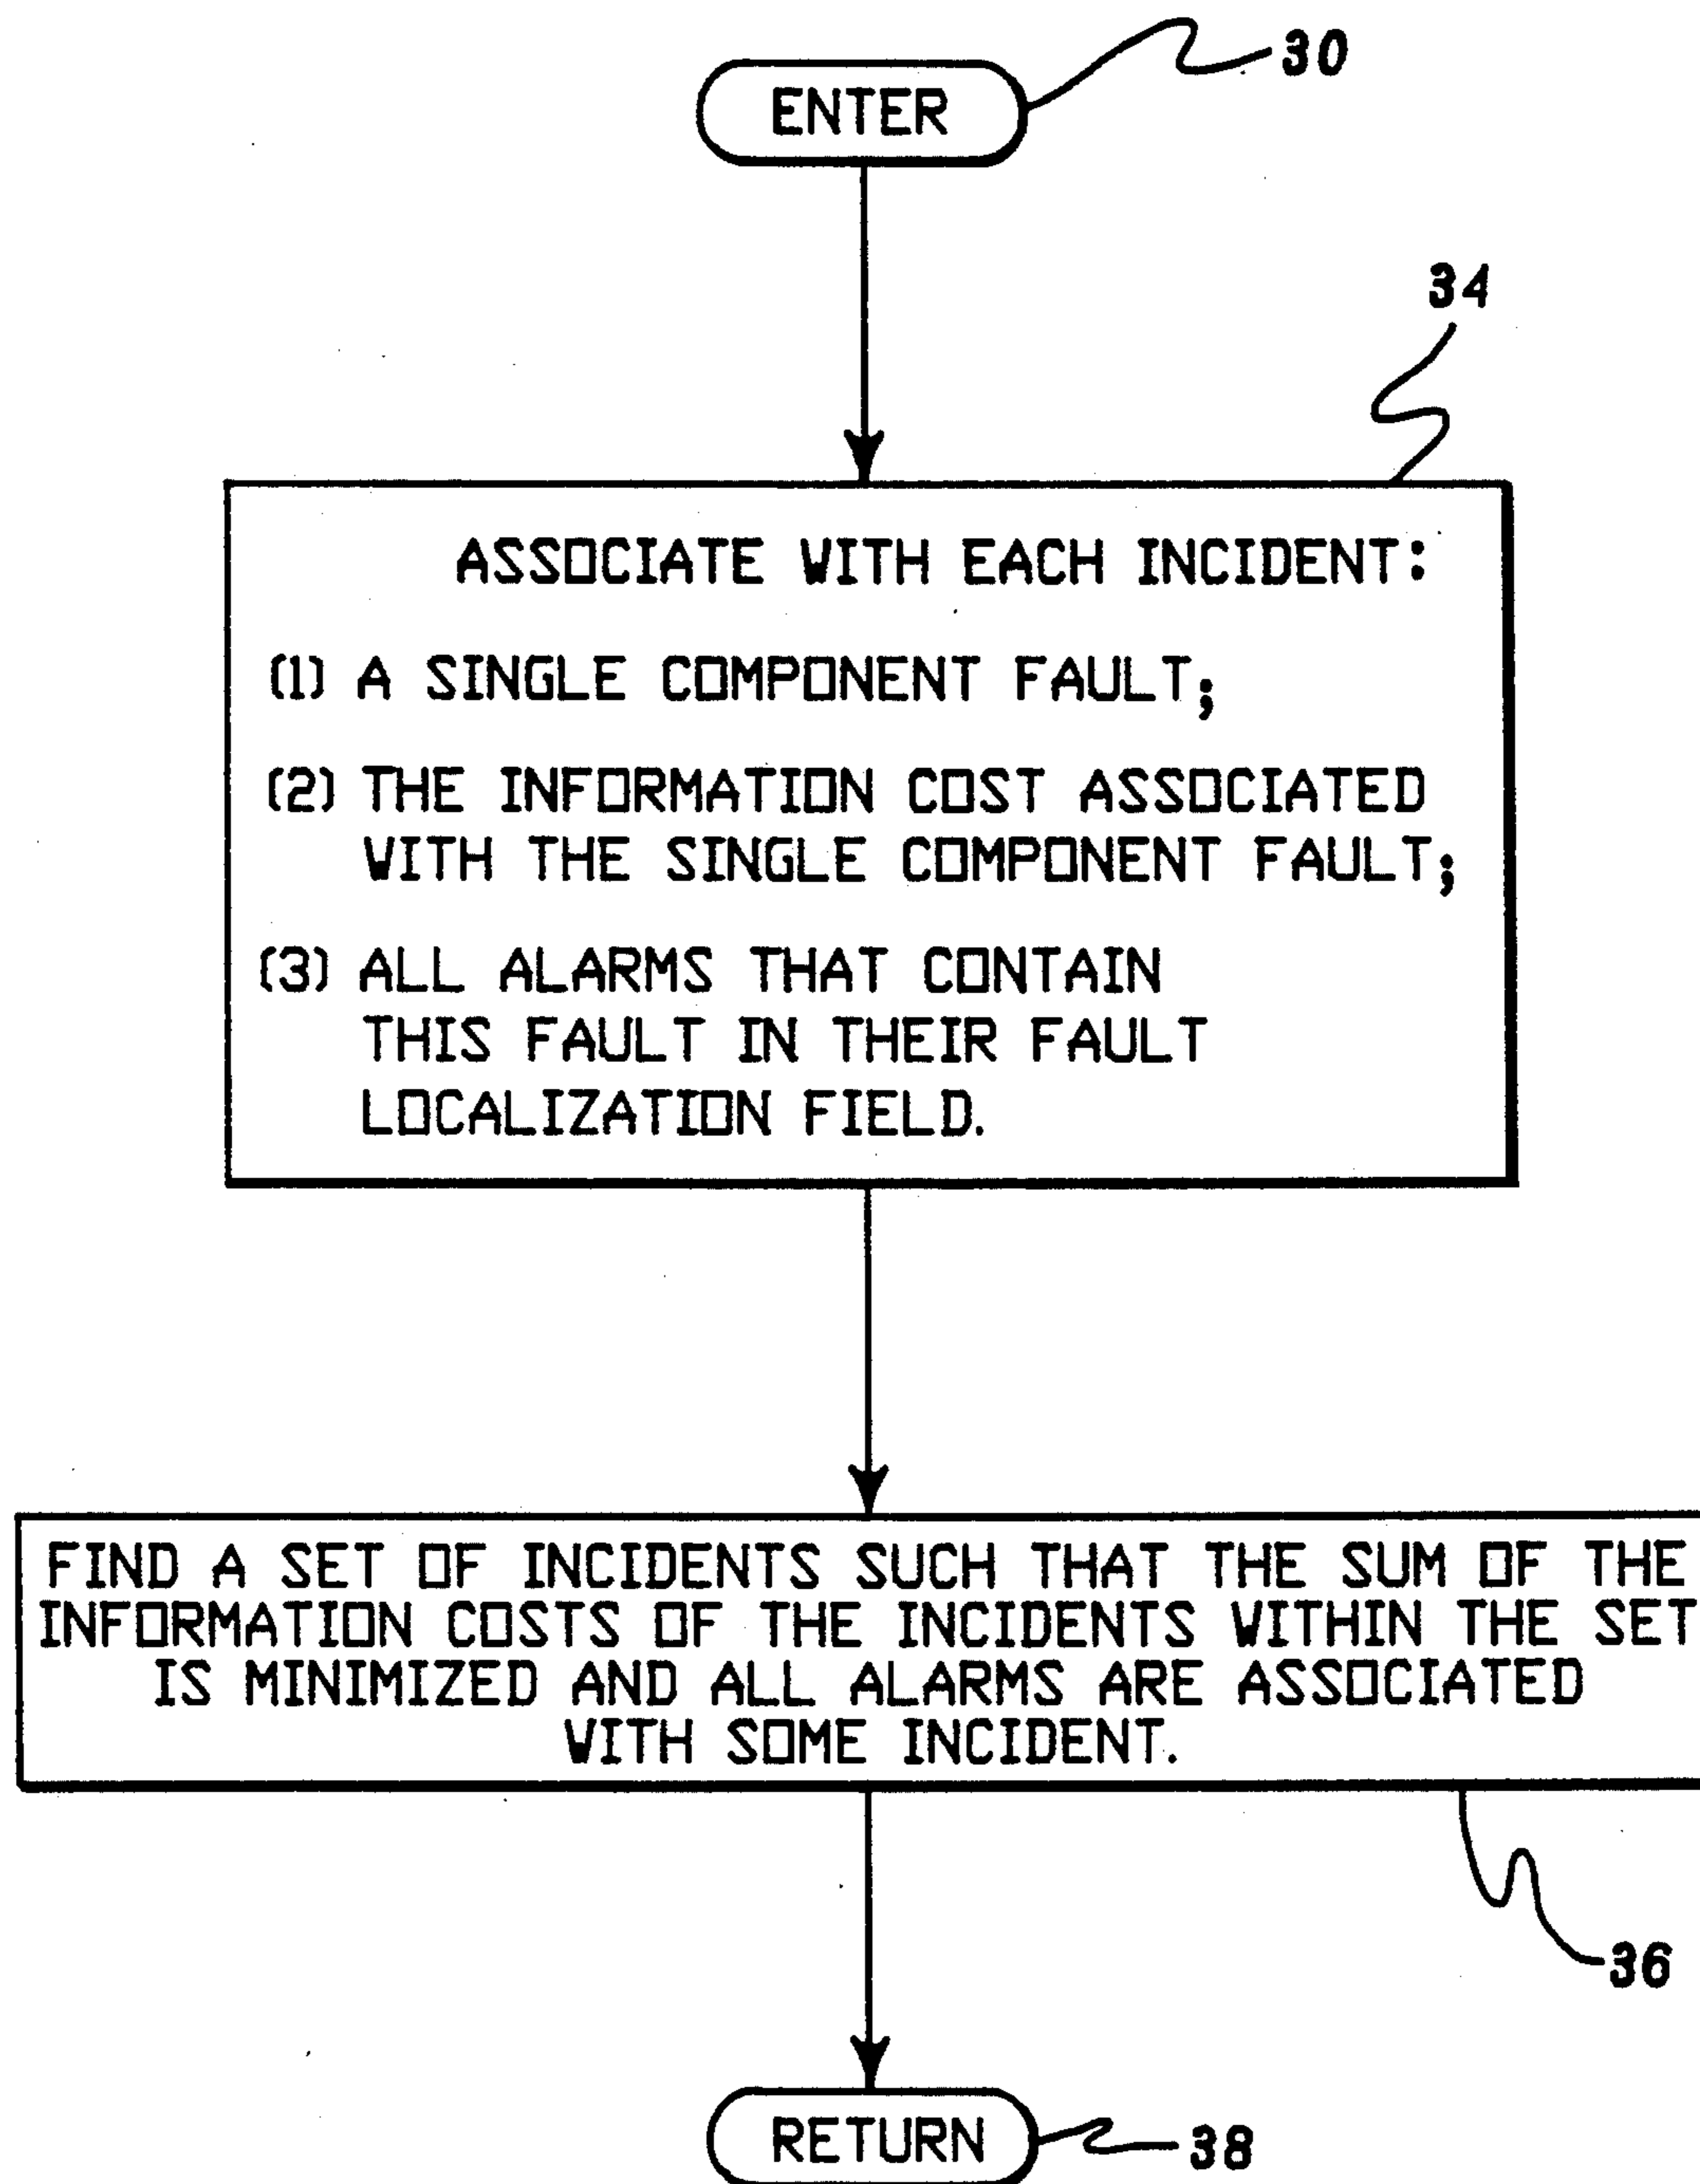 ENTER
30
34
ASSOCIATE WITH EACH INCIDENT:
(1) A SINGLE COMPONENT FAULT;
(2) THE INFORMATION COST ASSOCIATED
WITH THE SINGLE COMPONENT FAULT;
(3) ALL ALARMS THAT CONTAIN
THIS FAULT IN THEIR FAULT
LOCALIZATION FIELD.
FIND A SET OF INCIDENTS SUCH THAT THE SUM OF THE
INFORMATION COSTS OF THE INCIDENTS WITHIN THE SET
IS MINIMIZED AND ALL ALARMS ARE ASSOCIATED
WITH SOME INCIDENT.
36
RETURN
38